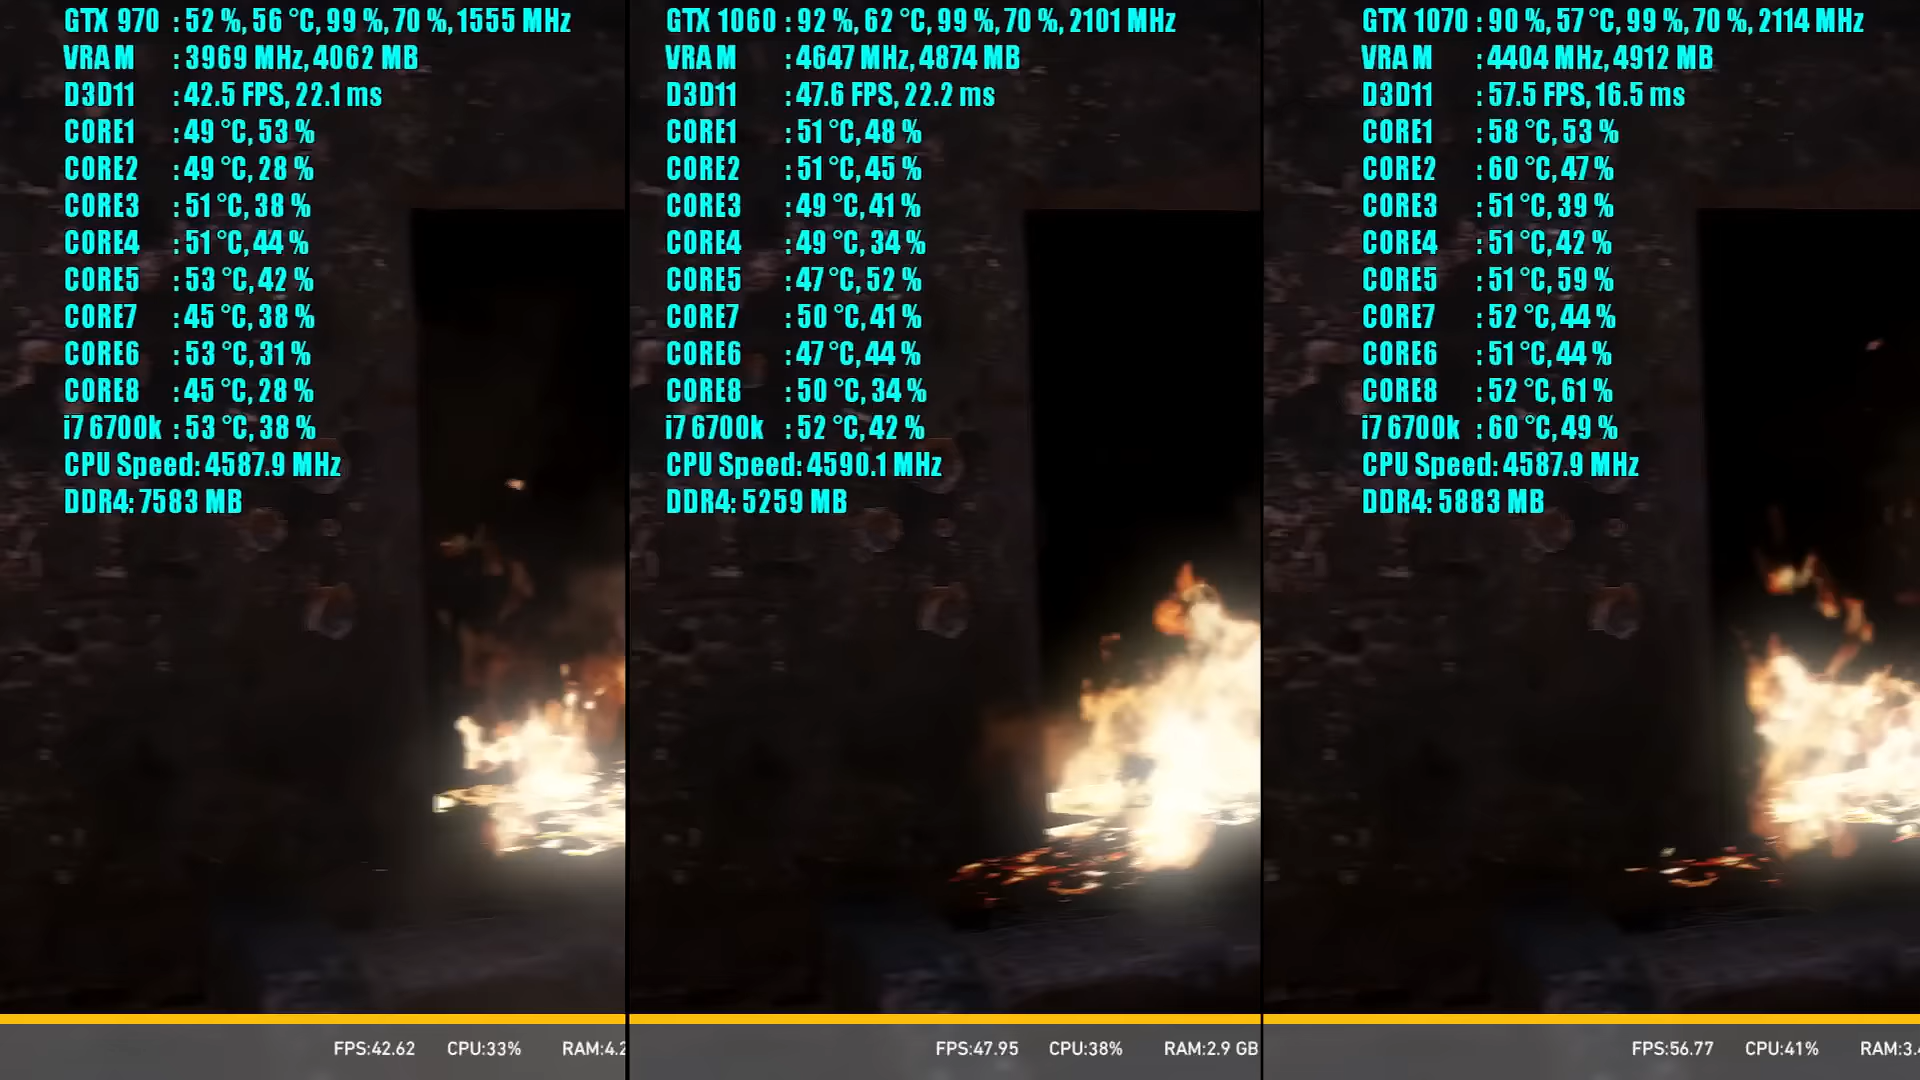 GTX 970 : 52 %, 56 °C, 99 %, 70 %, 1555 MHz
VRAM : 3969 MHz, 4062 MB
D3D11 : 42.5 FPS, 22.1 ms
CORE1 : 49 °C, 53 %
CORE2 : 49 °C, 28 %
CORE3 : 51 °C, 38 %
CORE4 : 51 °C, 44 %
CORE5 : 53 °C, 42 %
CORE7 : 45 °C, 38 %
CORE6 : 53 °C, 31 %
CORE8 : 45 °C, 28 %
i7 6700k : 53 °C, 38 %
CPU Speed: 4587.9 MHz
DDR4: 7583 MB
FPS:42.62 CPU:33% RAM:4.2
GTX 1060 : 92 %, 62 °C, 99 %, 70 %, 2101 MHz
VRAM : 4647 MHz, 4874 MB
D3D11 : 47.6 FPS, 22.2 ms
CORE1 : 51 °C, 48 %
CORE2 : 51 °C, 45 %
CORE3 : 49 °C, 41 %
CORE4 : 49 °C, 34 %
CORE5 : 47 °C, 52 %
CORE7 : 50 °C, 41 %
CORE6 : 47 °C, 44 %
CORE8 : 50 °C, 34 %
i7 6700k : 52 °C, 42 %
CPU Speed: 4590.1 MHz
DDR4: 5259 MB
FPS:47.95 CPU:38% RAM:2.9 GB
GTX 1070 : 90 %, 57 °C, 99 %, 70 %, 2114 MHz
VRAM : 4404 MHz, 4912 MB
D3D11 : 57.5 FPS, 16.5 ms
CORE1 : 58 °C, 53 %
CORE2 : 60 °C, 47 %
CORE3 : 51 °C, 39 %
CORE4 : 51 °C, 42 %
CORE5 : 51 °C, 59 %
CORE7 : 52 °C, 44 %
CORE6 : 51 °C, 44 %
CORE8 : 52 °C, 61 %
i7 6700k : 60 °C, 49 %
CPU Speed: 4587.9 MHz
DDR4: 5883 MB
FPS:56.77 CPU:41% RAM:3.4